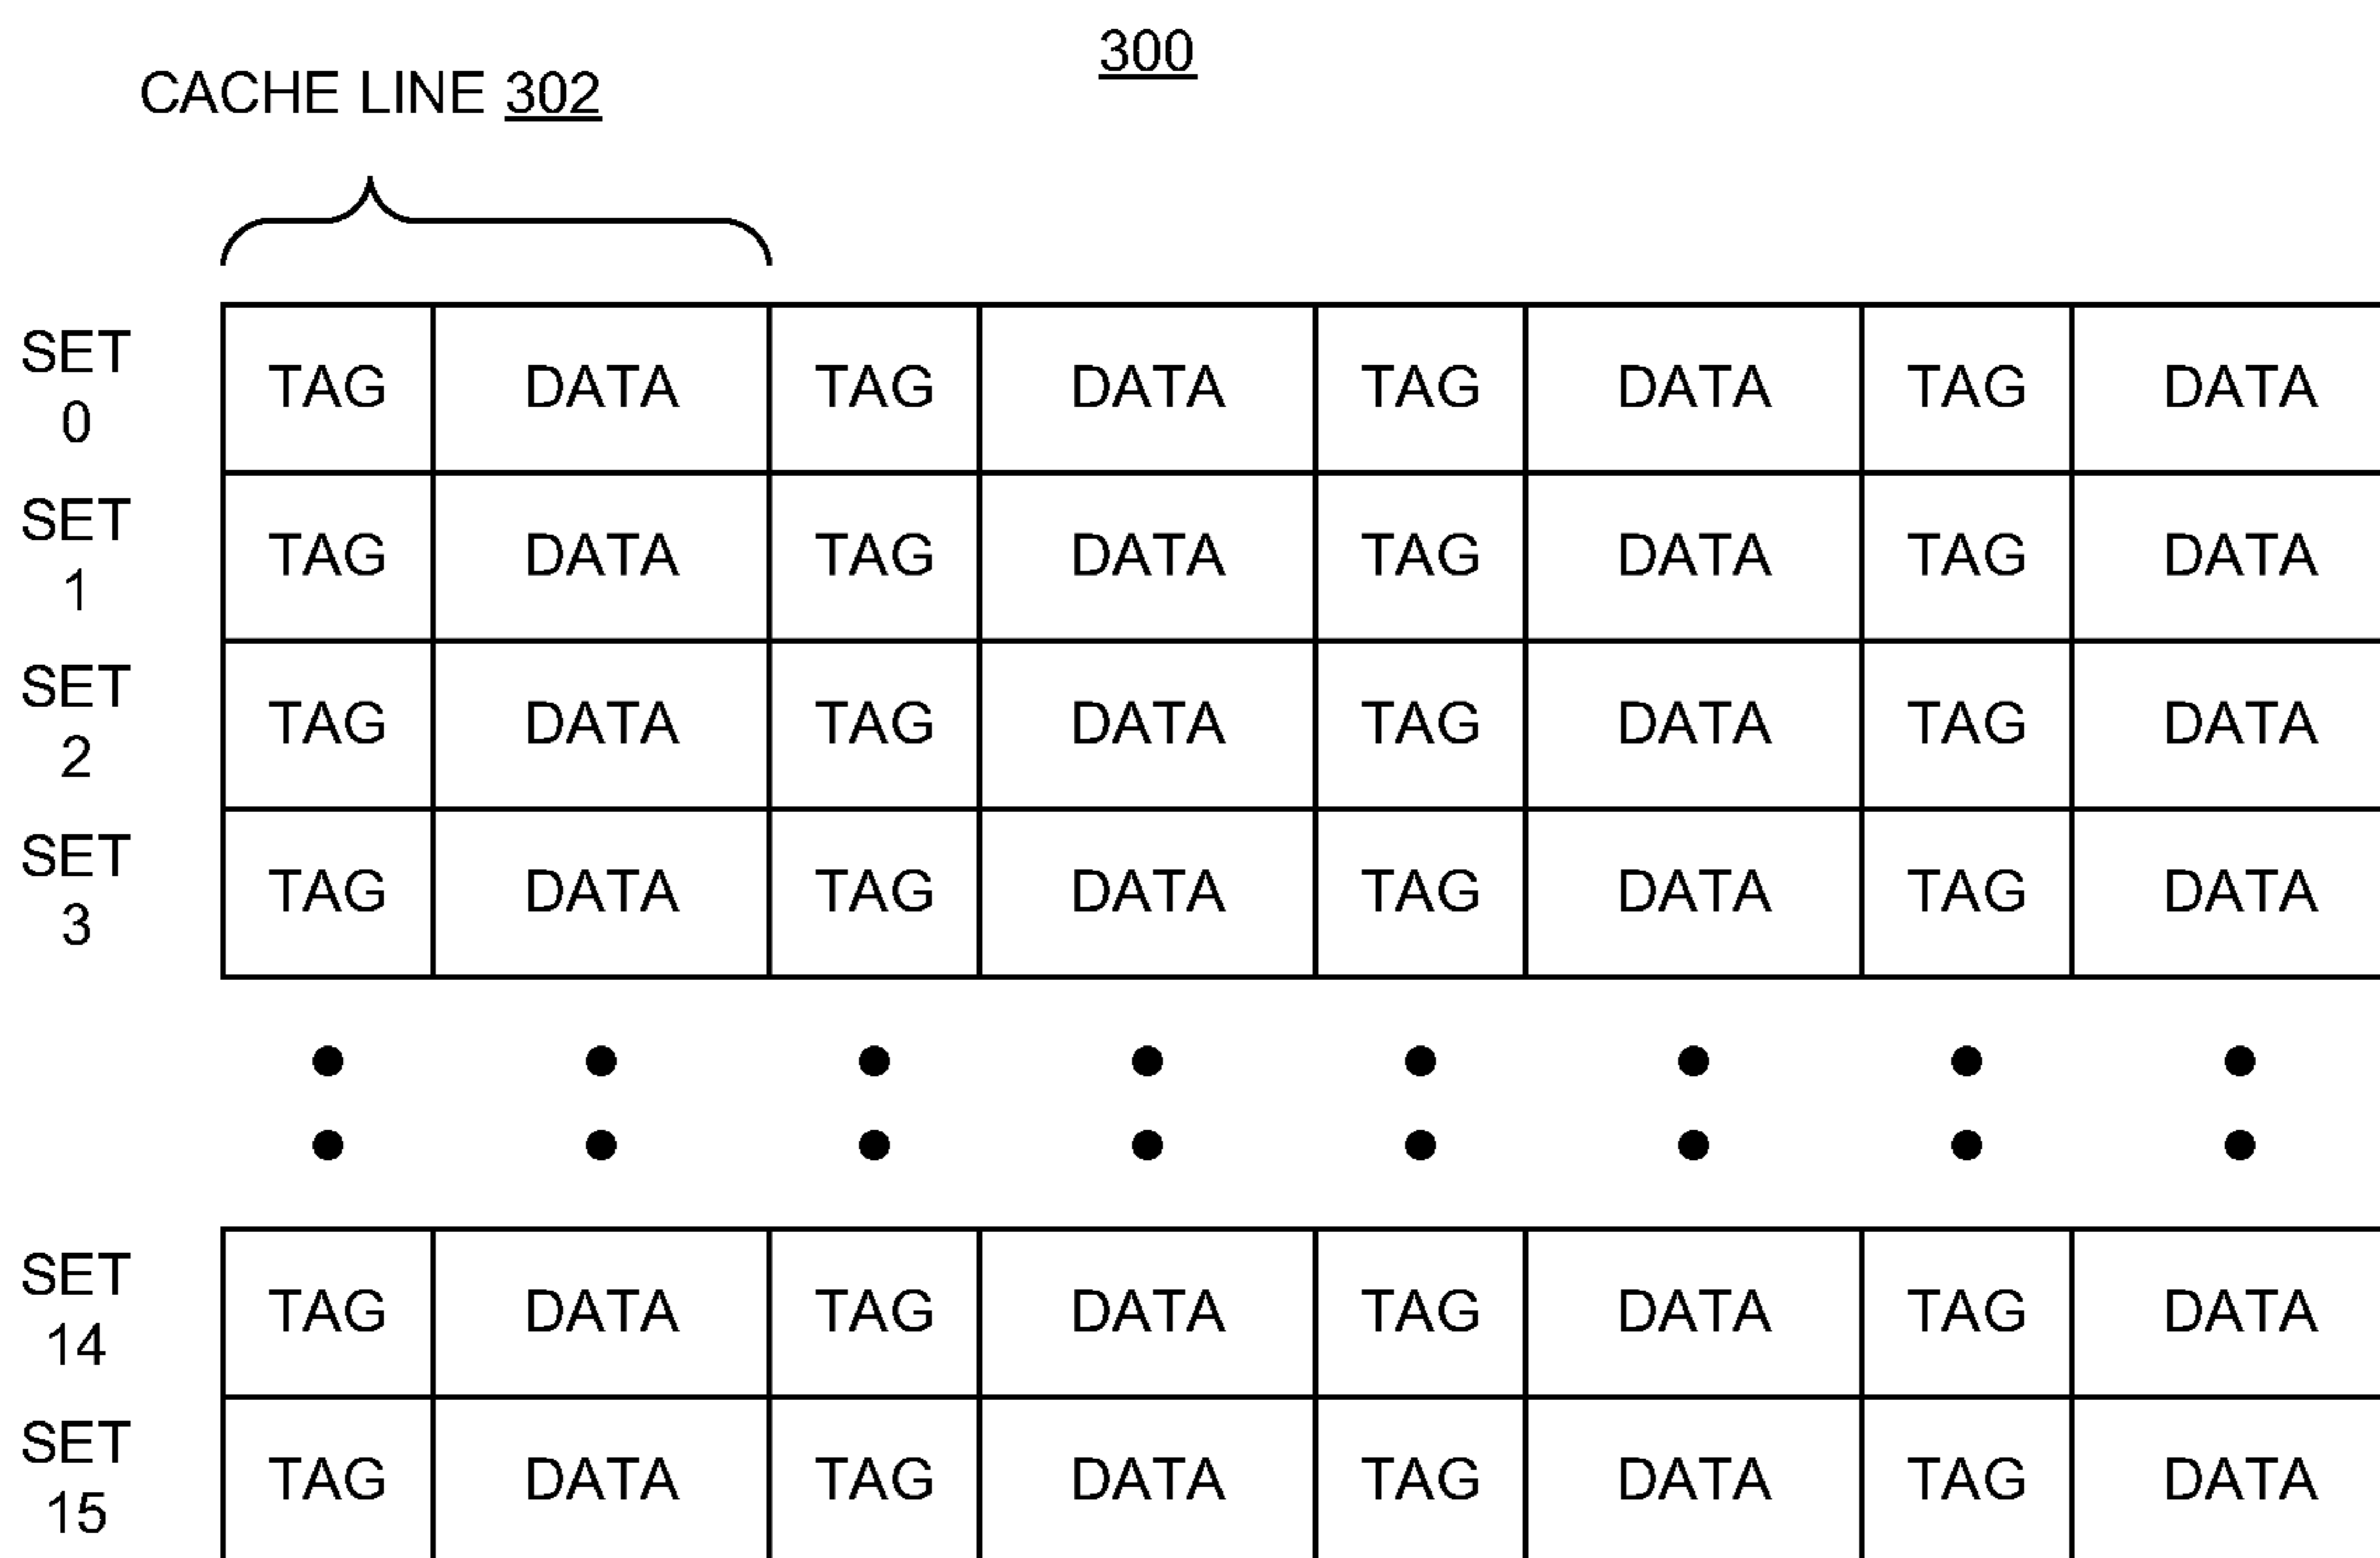 300
CACHE LINE 302
SET 0 TAG DATA TAG DATA TAG DATA TAG DATA
SET 1 TAG DATA TAG DATA TAG DATA TAG DATA
SET 2 TAG DATA TAG DATA TAG DATA TAG DATA
SET 3 TAG DATA TAG DATA TAG DATA TAG DATA
SET 14 TAG DATA TAG DATA TAG DATA TAG DATA
SET 15 TAG DATA TAG DATA TAG DATA TAG DATA